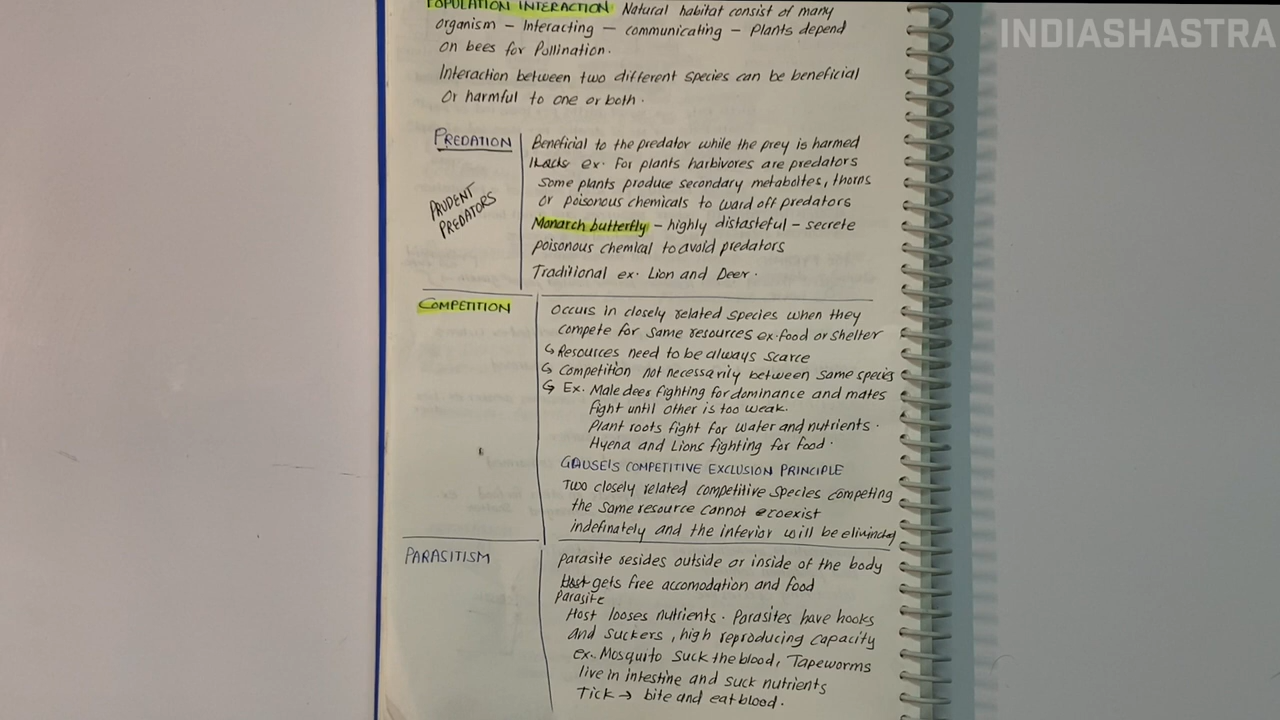 POPULATION INTERACTION Natural habitat consist of many
organism – Interacting – communicating – Plants depend
on bees for Pollination.
Interaction between two different species can be beneficial
or harmful to one or both.
PREDATION
Beneficial to the predator while the prey is harmed
ex. For plants harbivores are predators
Some plants produce secondary metaboltes, thorns
or poisonous chemicals to ward off predators
PRUDENT
PREDATORS
Monarch butterfly – highly distasteful – secrete
poisonous chemical to avoid predators
Traditional ex. Lion and Deer.
COMPETITION
Occurs in closely related species when they
compete for same resources ex. food or shelter
↳ Resources need to be always scarce
↳ Competition not necessarily between same species
↳ Ex. Male deer fighting for dominance and mates
fight until other is too weak.
Plant roots fight for water and nutrients.
Hyena and Lions fighting for food.
GAUSE'S COMPETITIVE EXCLUSION PRINCIPLE
Two closely related competitive species competing
the same resource cannot coexist
indefinately and the inferior will be
PARASITISM
Parasite resides outside or inside of the body
Host gets free accomodation and food
Parasite
Host looses nutrients. Parasites have hooks
and suckers, high reproducing capacity
ex. Mosquito suck the blood, Tapeworms
live in intestine and suck nutrients
Tick → bite and eat blood.
INDIASHASTRA